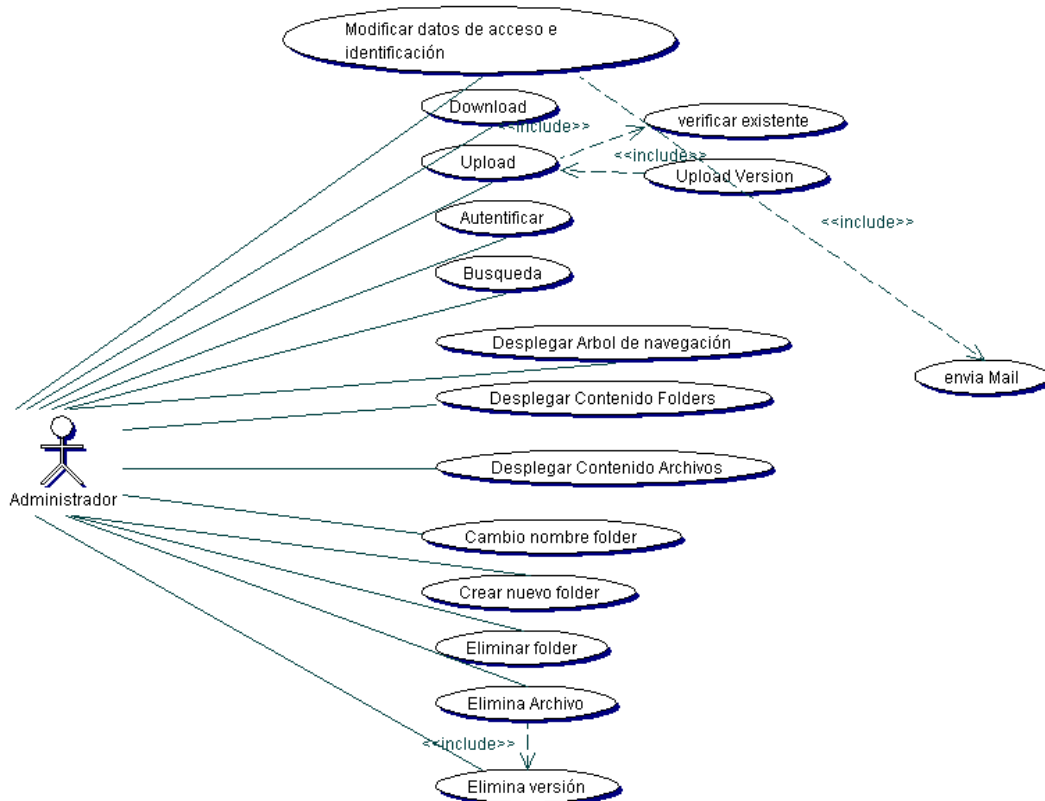 Modificar datos de acceso e
identificación
Download
<<include>>
verificar existente
Upload
<<include>>
Upload Version
Autentificar
<<include>>
Busqueda
Desplegar Arbol de navegación
envia Mail
Desplegar Contenido Folders
Desplegar Contenido Archivos
Administrador
Cambio nombre folder
Crear nuevo folder
Eliminar folder
Elimina Archivo
<<include>>
Elimina versión